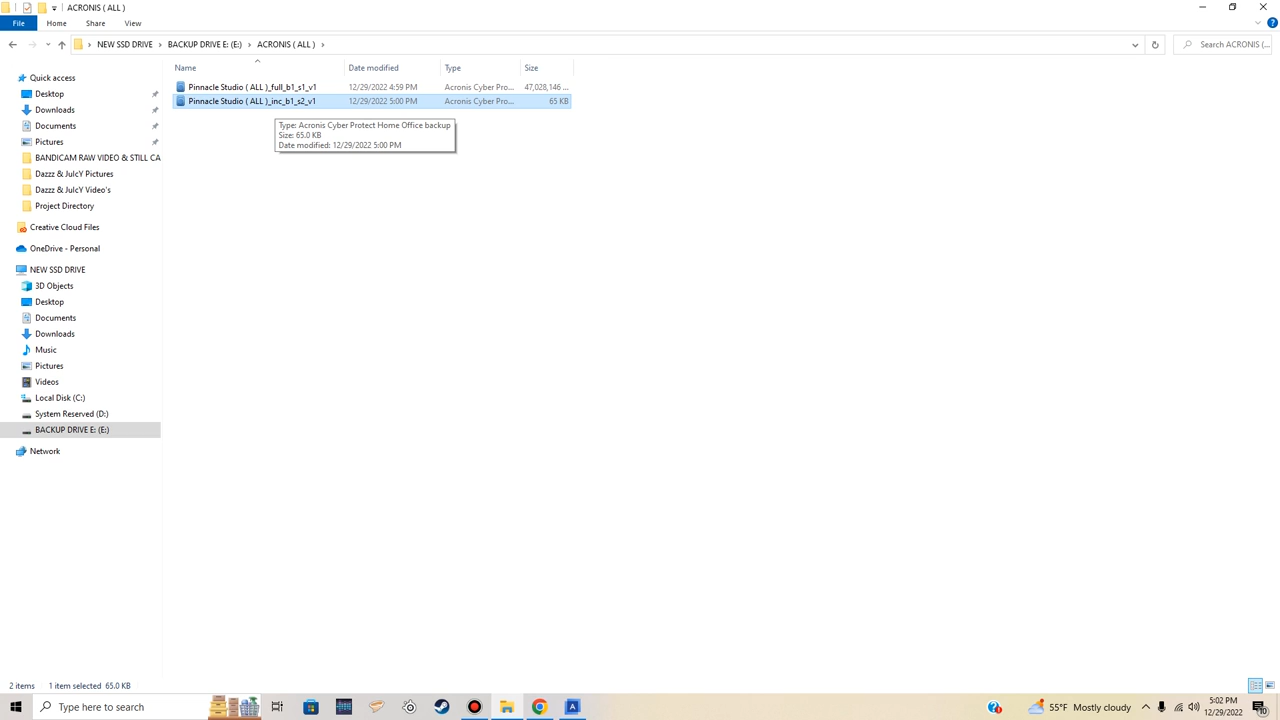 ACRONIS ( ALL )
File Home Share View
NEW SSD DRIVE > BACKUP DRIVE E: (E:) > ACRONIS ( ALL ) >
Search ACRONIS (...
Name Date modified Type Size
Pinnacle Studio ( ALL )_full_b1_s1_v1 12/29/2022 4:59 PM Acronis Cyber Pro... 47,028,146 ...
Pinnacle Studio ( ALL )_inc_b1_s2_v1 12/29/2022 5:00 PM Acronis Cyber Pro... 65 KB
Type: Acronis Cyber Protect Home Office backup
Size: 65.0 KB
Date modified: 12/29/2022 5:00 PM
Quick access
Desktop
Downloads
Documents
Pictures
BANDICAM RAW VIDEO & STILL CA
Dazzz & JuIcY Pictures
Dazzz & JuIcY Video's
Project Directory
Creative Cloud Files
OneDrive - Personal
NEW SSD DRIVE
3D Objects
Desktop
Documents
Downloads
Music
Pictures
Videos
Local Disk (C:)
System Reserved (D:)
BACKUP DRIVE E: (E:)
Network
2 items 1 item selected 65.0 KB
Type here to search
55°F Mostly cloudy
5:02 PM
12/29/2022
10